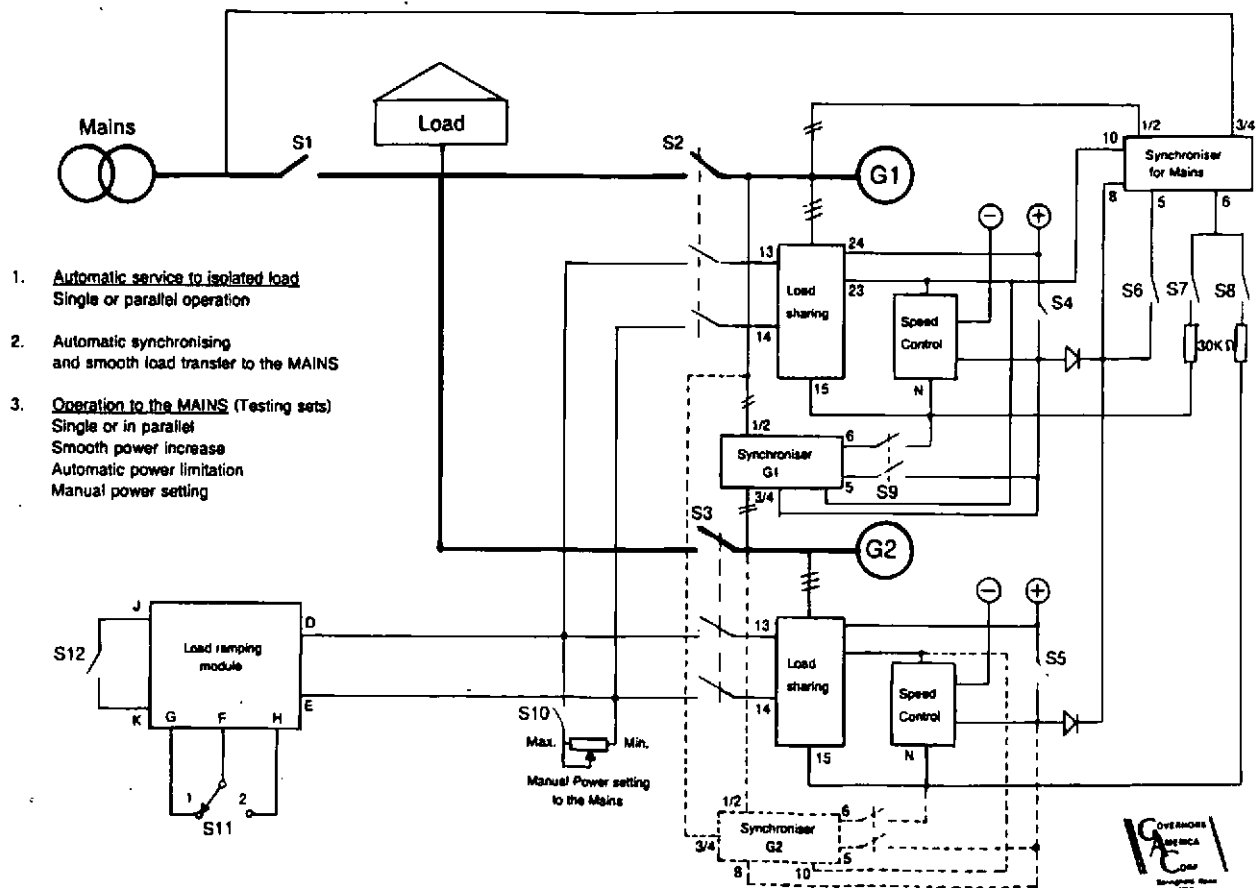 Mains
S1
Load
S2
G1
1/2
3/4
10
Synchroniser
for Mains
8
5
6
1. Automatic service to isolated load
Single or parallel operation
2. Automatic synchronising
and smooth load transfer to the MAINS
3. Operation to the MAINS (Testing sets)
Single or in parallel
Smooth power increase
Automatic power limitation
Manual power setting
13
24
23
14
15
Load
sharing
−
+
Speed
Control
N
S4
S6
S7
S8
30KΩ
1/2
Synchroniser
G1
6
5
3/4
S9
S3
G2
J
D
Load ramping
module
S12
K
G
F
H
E
1
2
S11
S10
Max.
Min.
Manual Power setting
to the Mains
13
14
15
Load
sharing
−
+
Speed
Control
N
S5
1/2
3/4
Synchroniser
G2
6
5
8
10
GOVERNORS
AMERICA
CORP